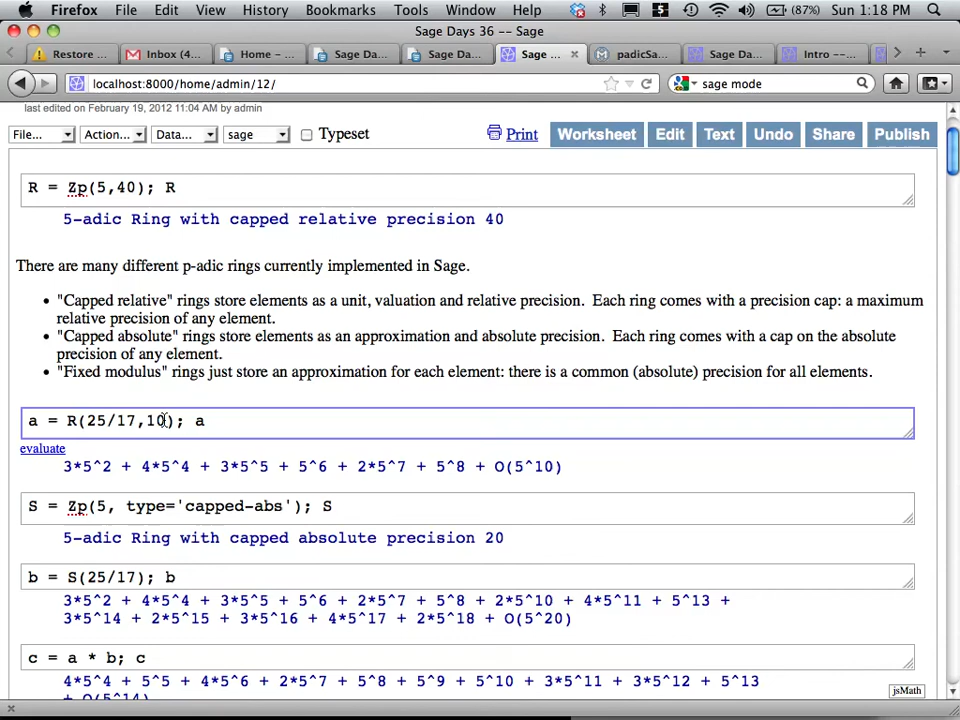 Firefox File Edit View History Bookmarks Tools Window Help (87%) Sun 1:18 PM
Sage Days 36 -- Sage
Restore ... Inbox (4... Home – ... Sage Da... Sage Da... Sage ... padicSa... Sage Da... Intro --...
localhost:8000/home/admin/12/ sage mode
last edited on February 19, 2012 11:04 AM by admin
File... Action... Data... sage Typeset Print Worksheet Edit Text Undo Share Publish
R = Zp(5,40); R
5-adic Ring with capped relative precision 40
There are many different p-adic rings currently implemented in Sage.
• "Capped relative" rings store elements as a unit, valuation and relative precision.  Each ring comes with a precision cap: a maximum
relative precision of any element.
• "Capped absolute" rings store elements as an approximation and absolute precision.  Each ring comes with a cap on the absolute
precision of any element.
• "Fixed modulus" rings just store an approximation for each element: there is a common (absolute) precision for all elements.
a = R(25/17,10); a
evaluate
3*5^2 + 4*5^4 + 3*5^5 + 5^6 + 2*5^7 + 5^8 + O(5^10)
S = Zp(5, type='capped-abs'); S
5-adic Ring with capped absolute precision 20
b = S(25/17); b
3*5^2 + 4*5^4 + 3*5^5 + 5^6 + 2*5^7 + 5^8 + 2*5^10 + 4*5^11 + 5^13 +
3*5^14 + 2*5^15 + 3*5^16 + 4*5^17 + 2*5^18 + O(5^20)
c = a * b; c
4*5^4 + 5^5 + 4*5^6 + 2*5^7 + 5^8 + 5^9 + 5^10 + 3*5^11 + 3*5^12 + 5^13
+ O(5^14)
jsMath